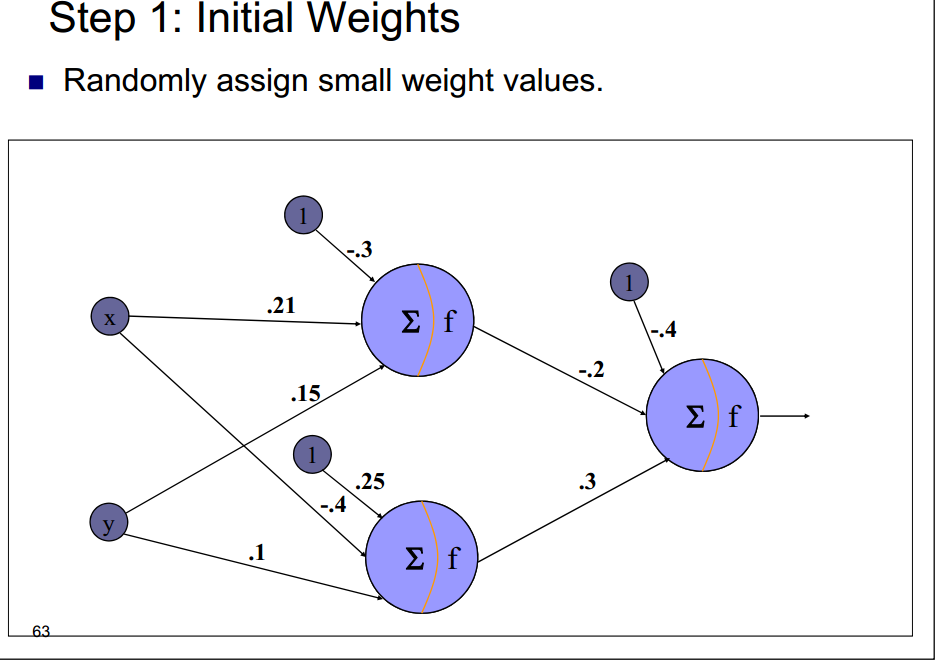 Step 1: Initial Weights
Randomly assign small weight values.
1
-.3
1
x
.21
Σ f
-.4
-.2
.15
Σ f
1
.25
.3
-.4
y
.1
Σ f
63